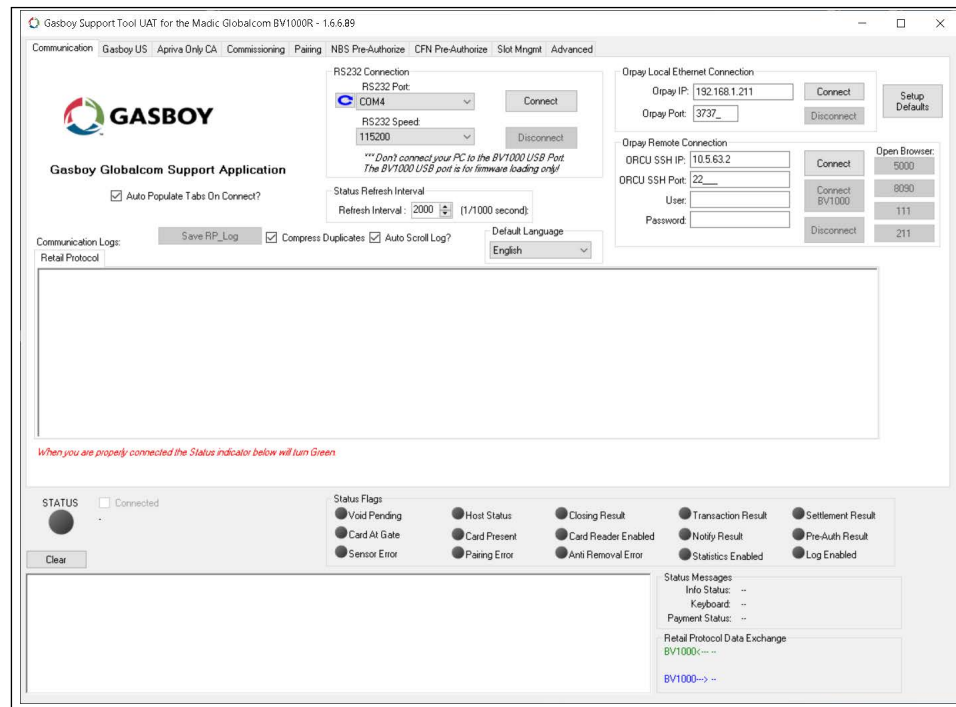 Gasboy Support Tool UAT for the Madic Globalcom BV1000R - 1.6.6.89
Communication Gasboy US Apriva Only CA Commissioning Pairing NBS Pre-Authorize CFN Pre-Authorize Slot Mngmt Advanced
GASBOY
Gasboy Globalcom Support Application
Auto Populate Tabs On Connect?
RS232 Connection
RS232 Port:
COM4
Connect
RS232 Speed:
115200
Disconnect
*** Don't connect your PC to the BV1000 USB Port.
The BV1000 USB port is for firmware loading only!
Status Refresh Interval
Refresh Interval : 2000 (1/1000 second):
Orpay Local Ethernet Connection
Orpay IP: 192.168.1.211
Connect
Orpay Port: 3737_
Disconnect
Setup Defaults
Orpay Remote Connection
ORCU SSH IP: 10.5.63.2
Connect
ORCU SSH Port: 22___
User:
Connect BV1000
Password:
Disconnect
Open Browser:
5000
8090
111
211
Communication Logs:
Save RP_Log
Compress Duplicates
Auto Scroll Log?
Default Language
English
Retail Protocol
When you are properly connected the Status indicator below will turn Green.
STATUS
Connected
-
Clear
Status Flags
Void Pending Host Status Closing Result Transaction Result Settlement Result
Card At Gate Card Present Card Reader Enabled Notify Result Pre-Auth Result
Sensor Error Pairing Error Anti Removal Error Statistics Enabled Log Enabled
Status Messages
Info Status: --
Keyboard: --
Payment Status: --
Retail Protocol Data Exchange
BV1000<--- --
BV1000---> --